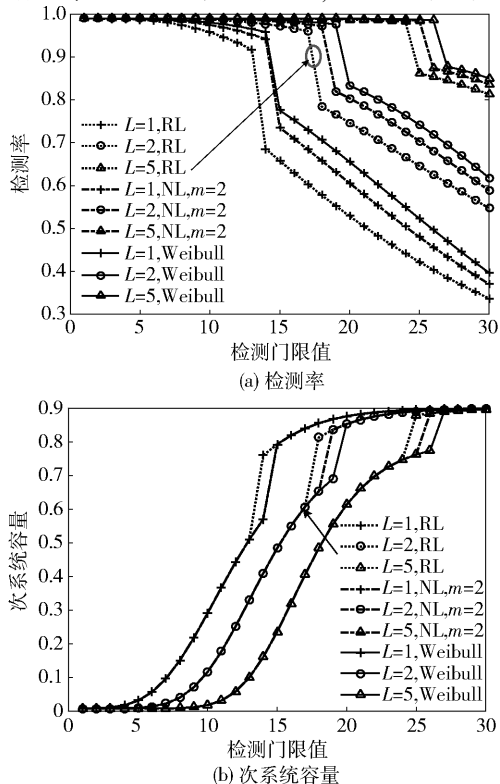 1.0
0.9
0.8
0.7
0.6
0.5
0.4
0.3
检测率
L=1,RL
L=2,RL
L=5,RL
L=1,NL,m=2
L=2,NL,m=2
L=5,NL,m=2
L=1,Weibull
L=2,Weibull
L=5,Weibull
0 5 10 15 20 25 30
检测门限值
(a) 检测率
0.9
0.8
0.7
0.6
0.5
0.4
0.3
0.2
0.1
0
次系统容量
L=1,RL
L=2,RL
L=5,RL
L=1,NL,m=2
L=2,NL,m=2
L=5,NL,m=2
L=1,Weibull
L=2,Weibull
L=5,Weibull
0 5 10 15 20 25 30
检测门限值
(b) 次系统容量